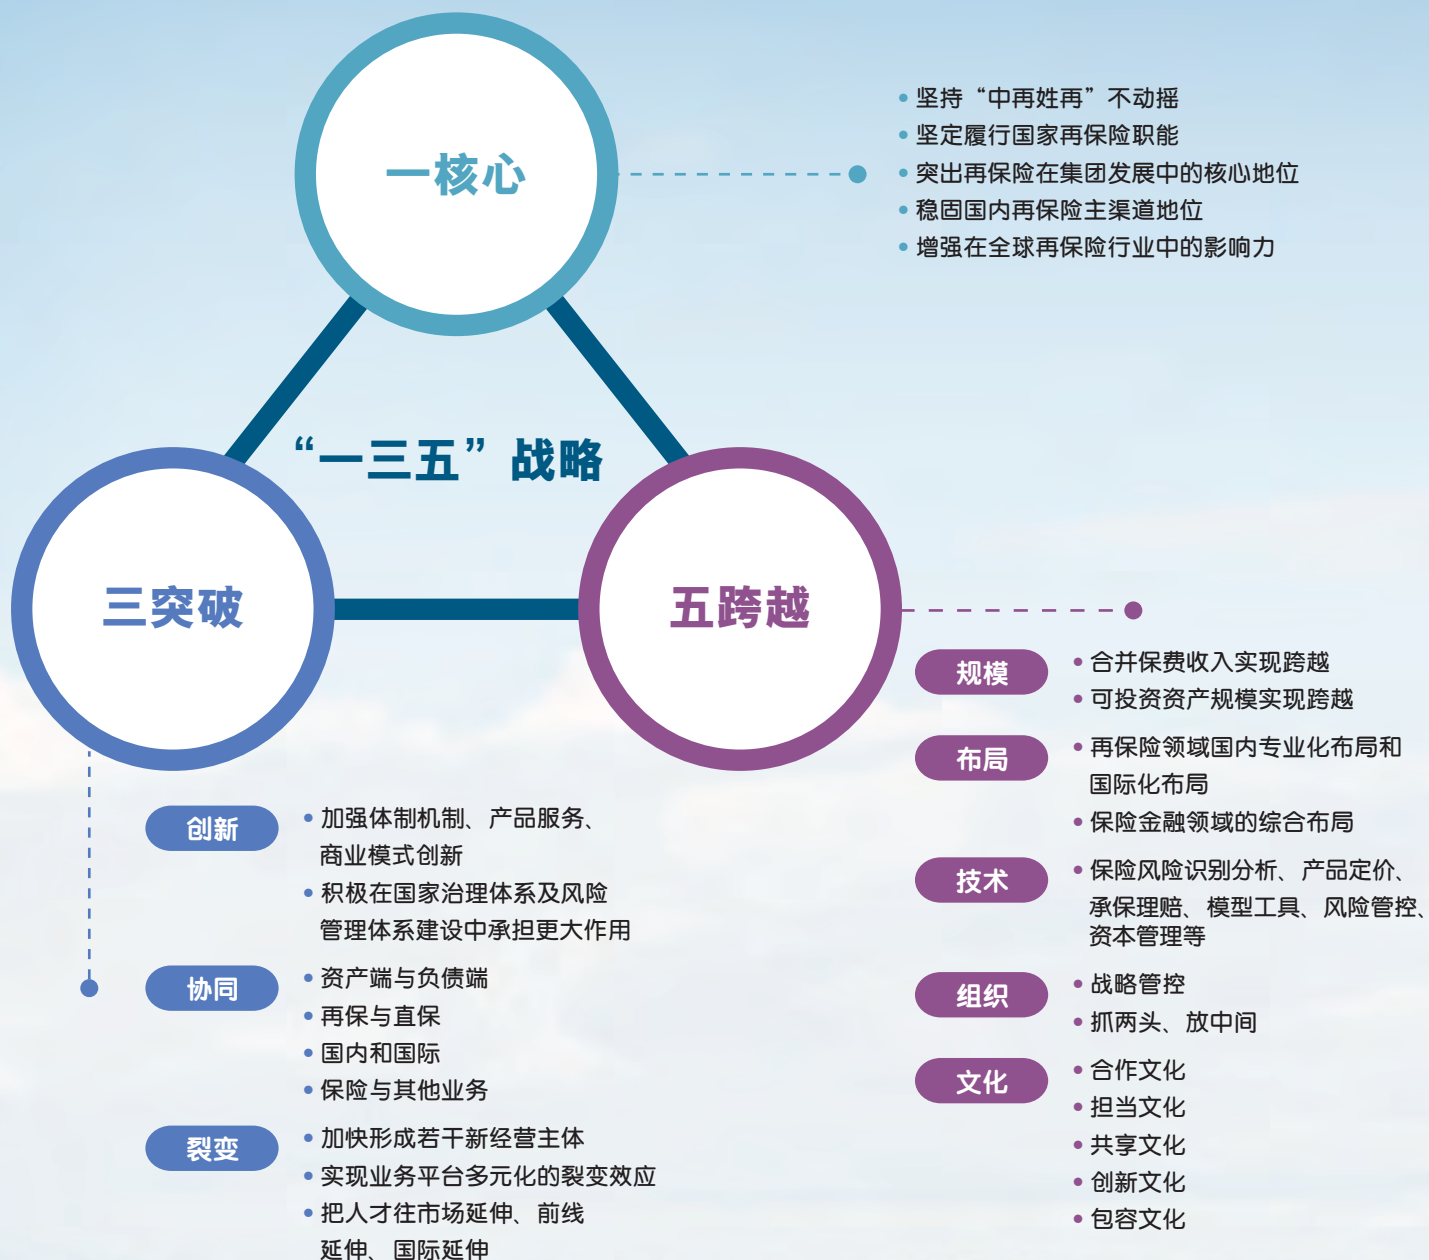 一核心
• 坚持“中再姓再”不动摇
• 坚定履行国家再保险职能
• 突出再保险在集团发展中的核心地位
• 稳固国内再保险主渠道地位
• 增强在全球再保险行业中的影响力
“一三五”战略
三突破
创新
• 加强体制机制、产品服务、
商业模式创新
• 积极在国家治理体系及风险
管理体系建设中承担更大作用
协同
• 资产端与负债端
• 再保与直保
• 国内和国际
• 保险与其他业务
裂变
• 加快形成若干新经营主体
• 实现业务平台多元化的裂变效应
• 把人才往市场延伸、前线
延伸、国际延伸
五跨越
规模
• 合并保费收入实现跨越
• 可投资资产规模实现跨越
布局
• 再保险领域国内专业化布局和
国际化布局
• 保险金融领域的综合布局
技术
• 保险风险识别分析、产品定价、
承保理赔、模型工具、风险管控、
资本管理等
组织
• 战略管控
• 抓两头、放中间
文化
• 合作文化
• 担当文化
• 共享文化
• 创新文化
• 包容文化